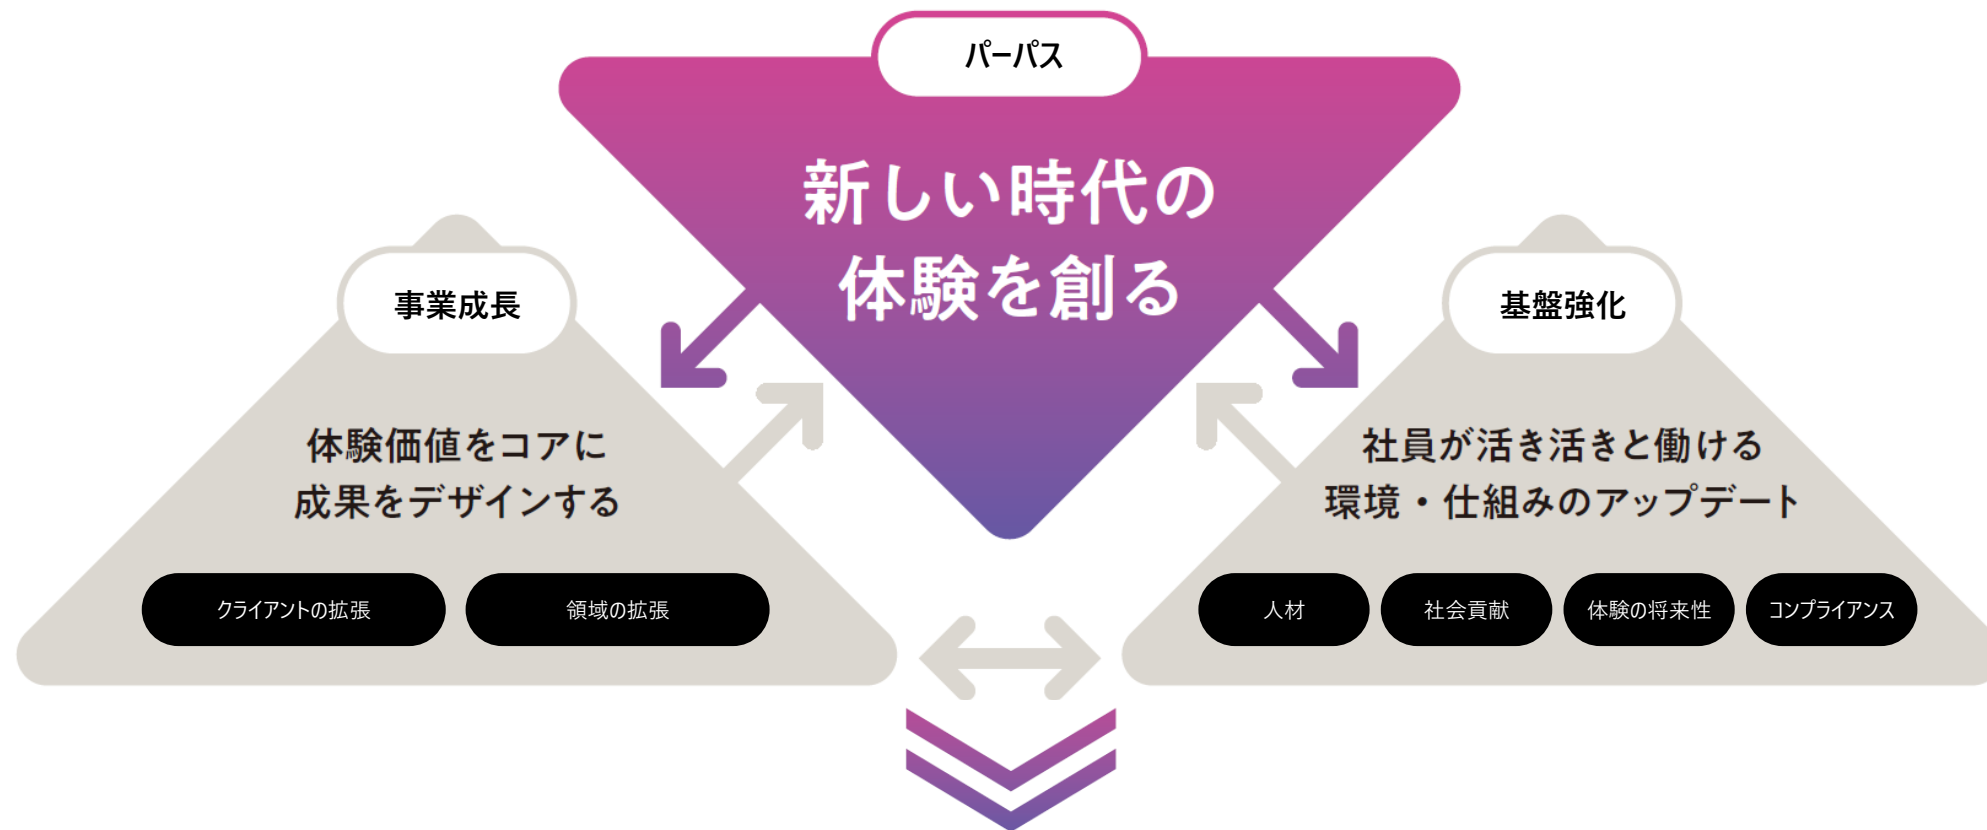 パーパス
新しい時代の
体験を創る
事業成長
体験価値をコアに
成果をデザインする
クライアントの拡張
領域の拡張
基盤強化
社員が活き活きと働ける
環境・仕組みのアップデート
人材
社会貢献
体験の将来性
コンプライアンス